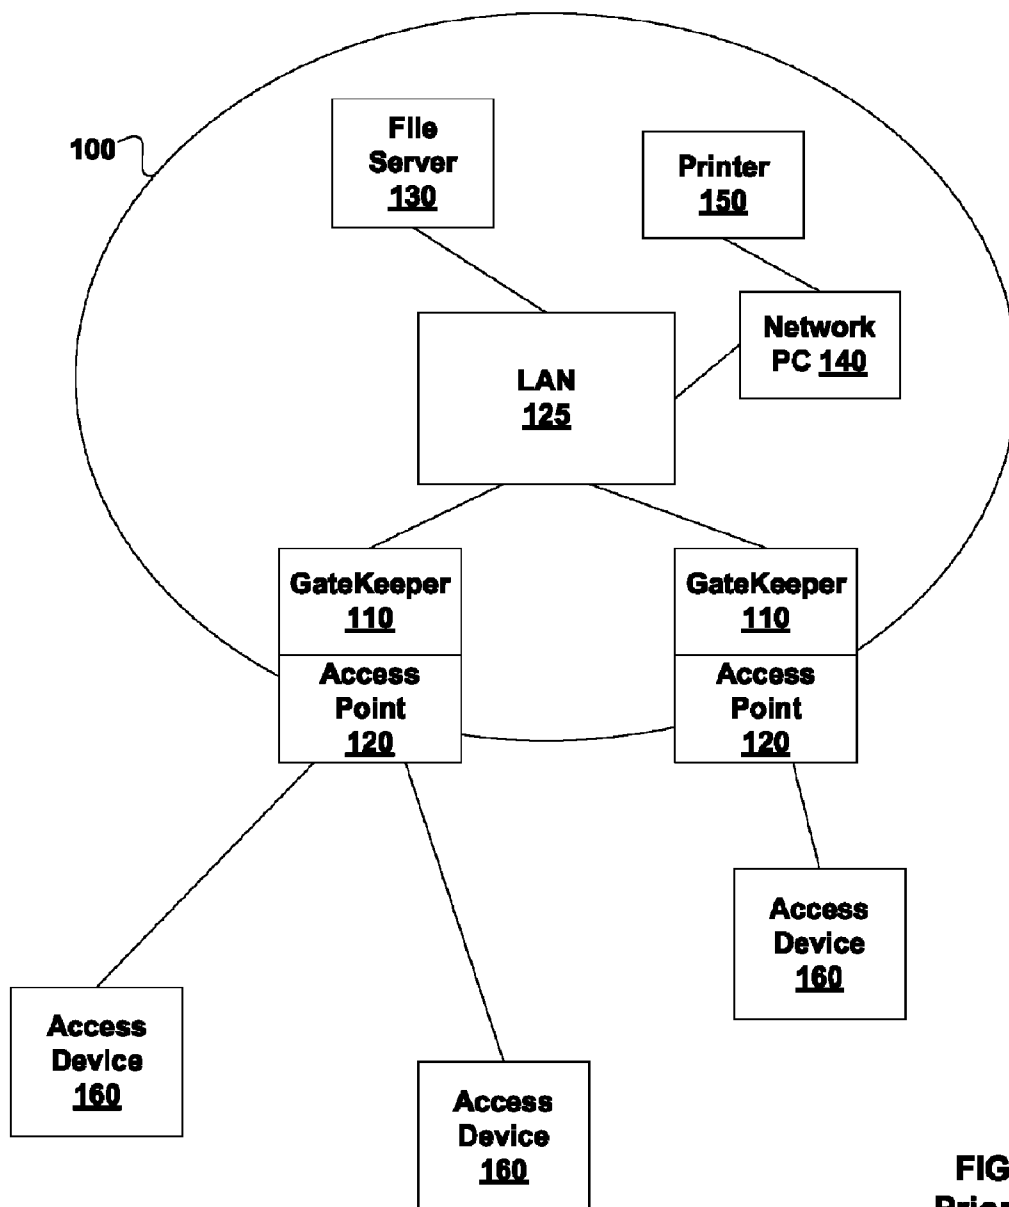 100
File
Server
130
Printer
150
Network
PC 140
LAN
125
GateKeeper
110
Access
Point
120
GateKeeper
110
Access
Point
120
Access
Device
160
Access
Device
160
Access
Device
160
FIG
Prior